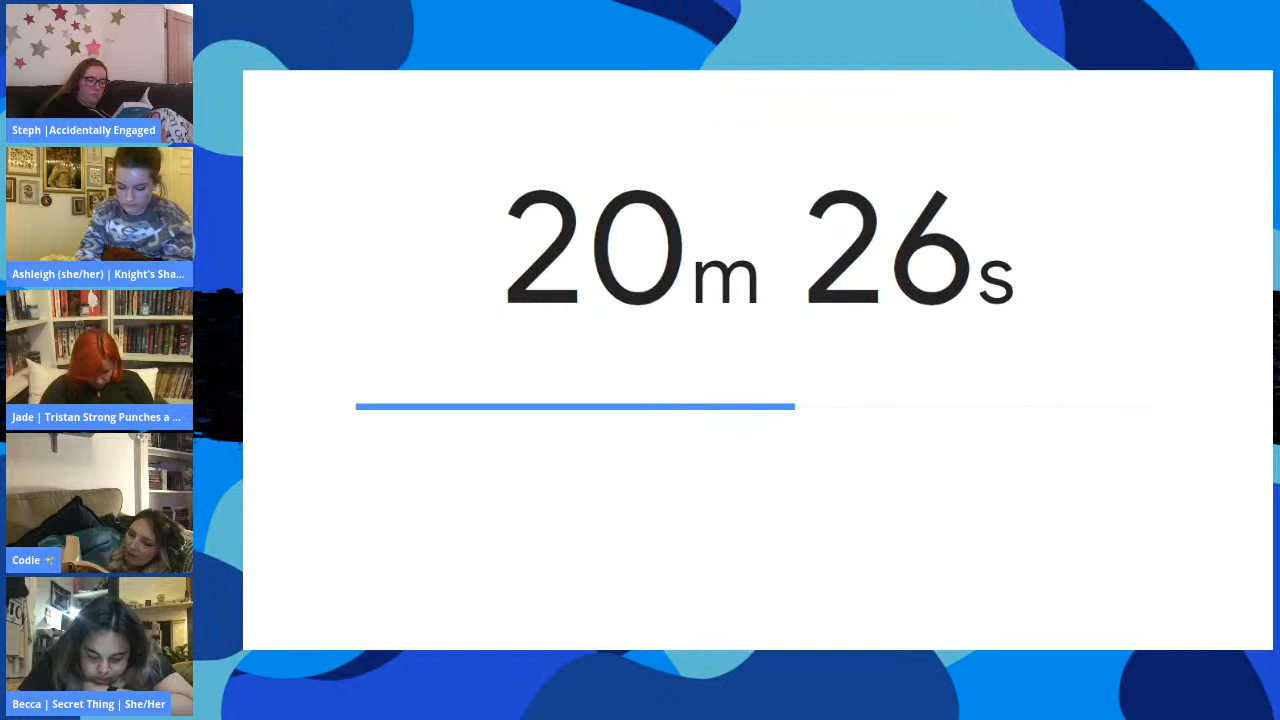 Steph |Accidentally Engaged
Ashleigh (she/her) | Knight's Sha...
Jade | Tristan Strong Punches a ...
Codie ✨
Becca | Secret Thing | She/Her
20m 26s